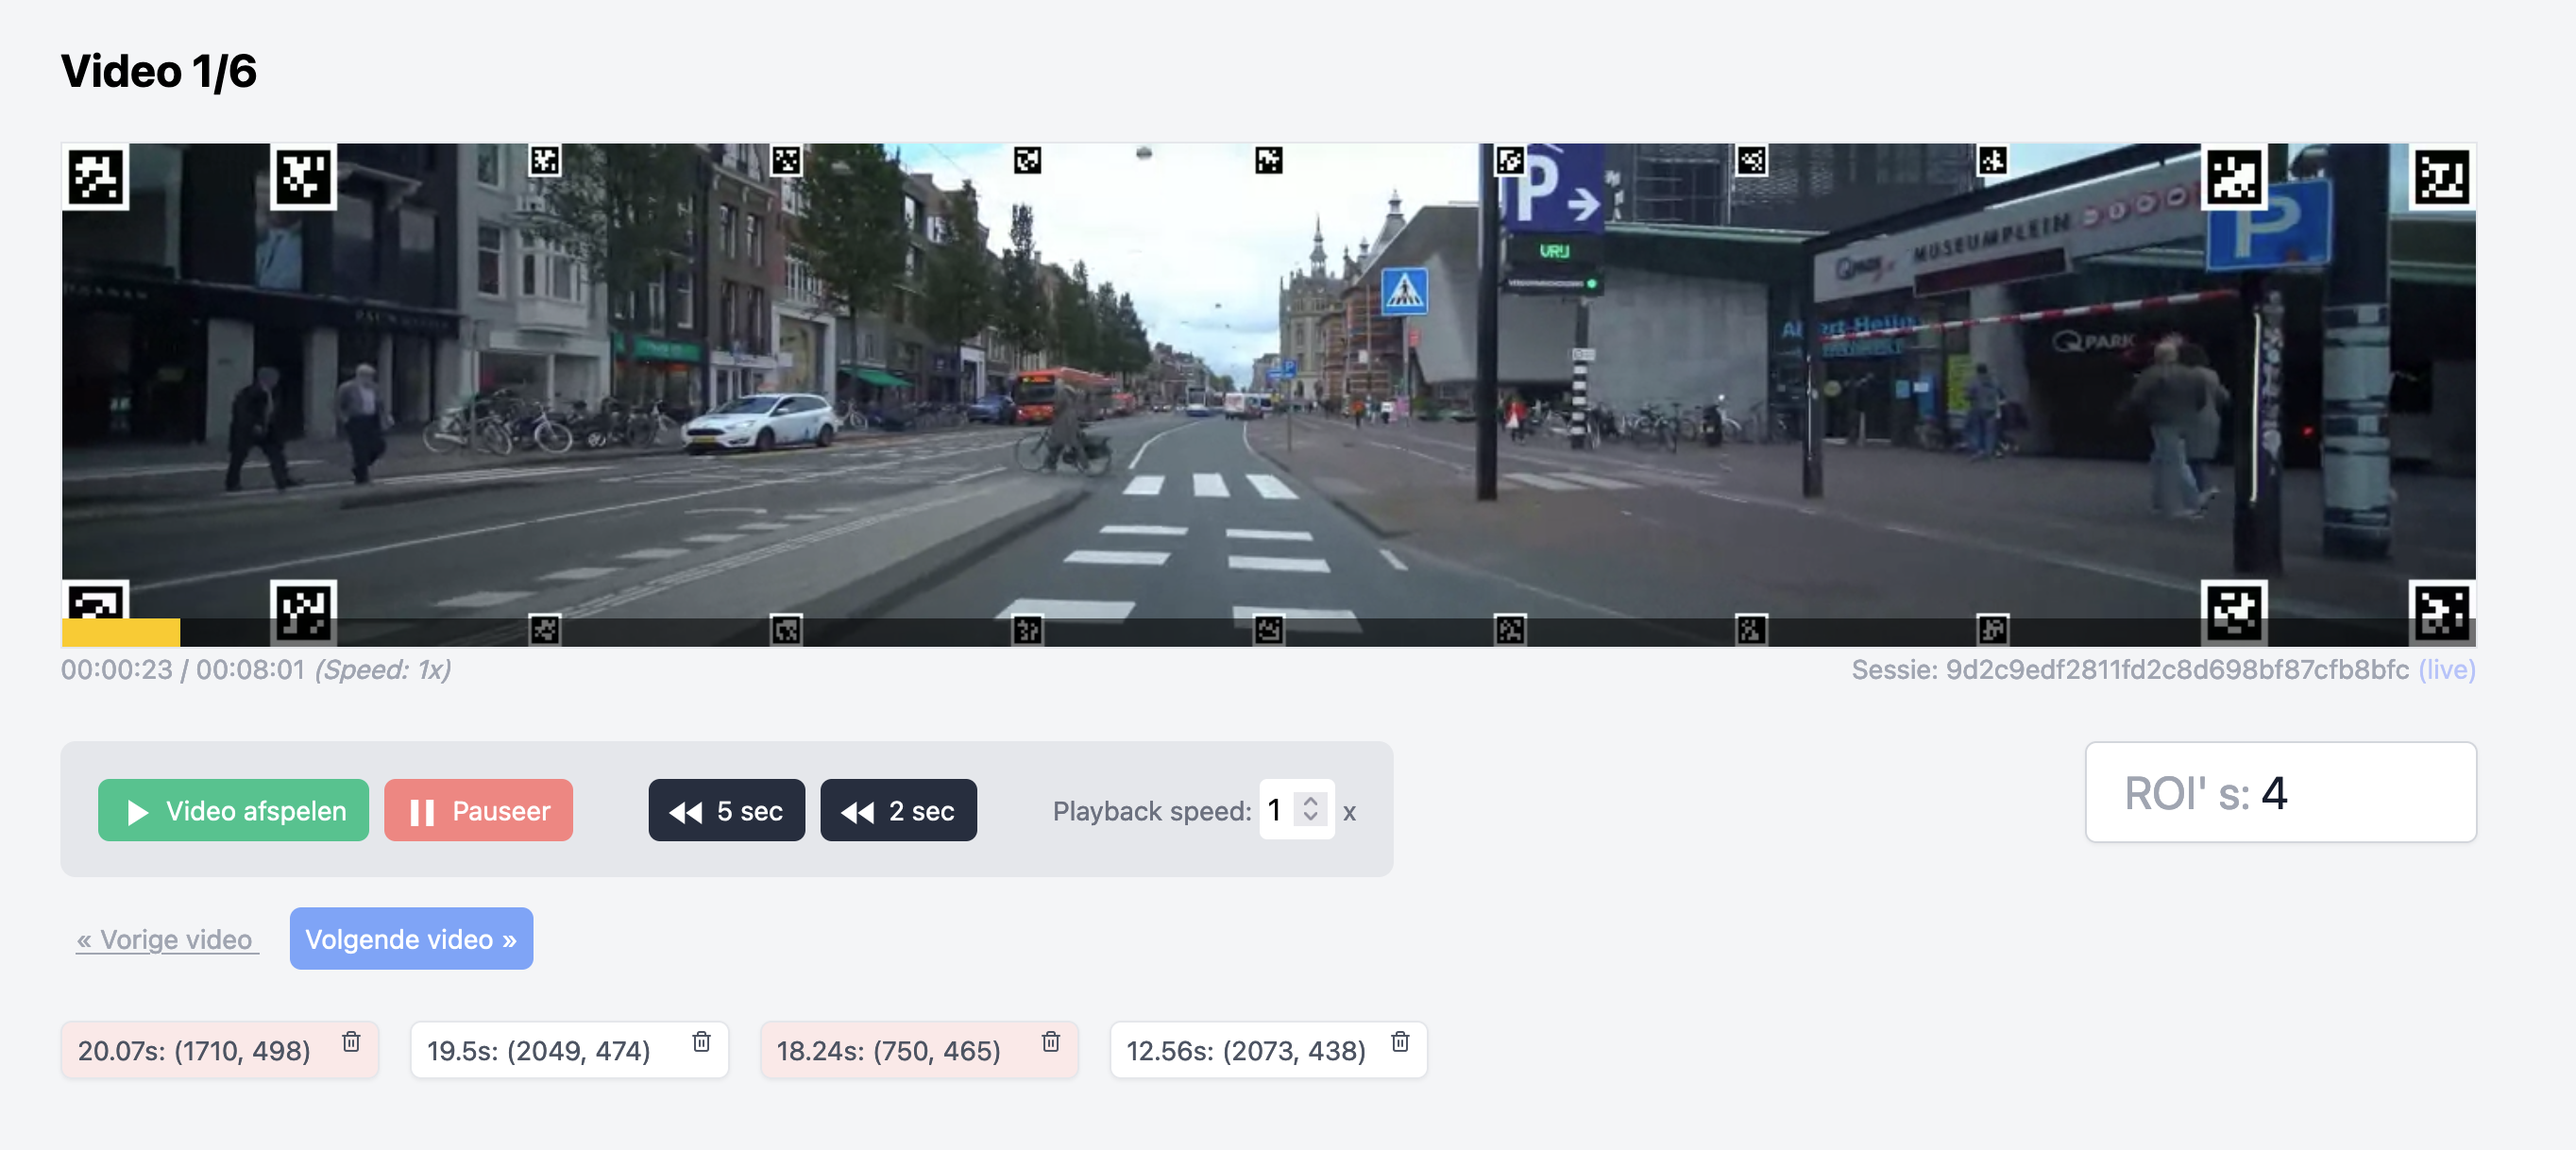 Video 1/6
P
VRIJ
MUSEUMPLEIN
P
QPARK
00:00:23 / 00:08:01 (Speed: 1x)
Sessie: 9d2c9edf2811fd2c8d698bf87cfb8bfc (live)
Video afspelen
Pauseer
5 sec
2 sec
Playback speed: 1 x
ROI' s: 4
« Vorige video
Volgende video »
20.07s: (1710, 498)
19.5s: (2049, 474)
18.24s: (750, 465)
12.56s: (2073, 438)